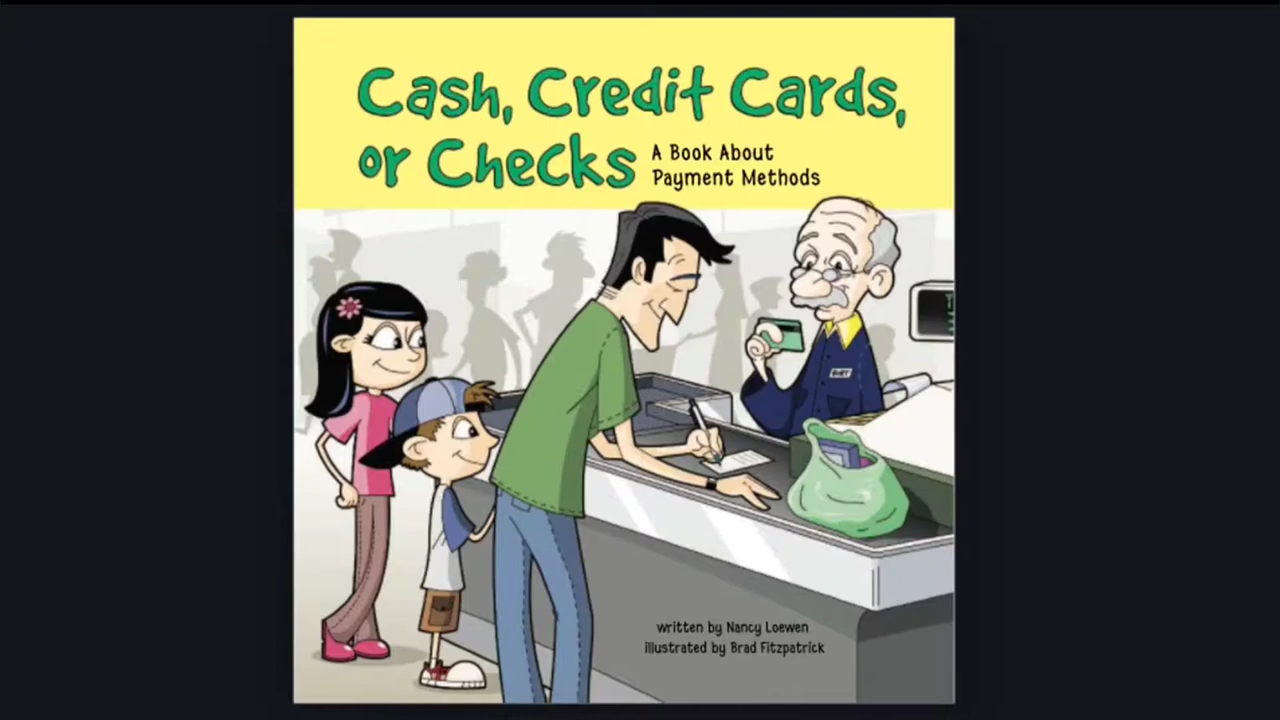 Cash, Credit Cards,
or Checks
A Book About
Payment Methods
written by Nancy Loewen
illustrated by Brad Fitzpatrick